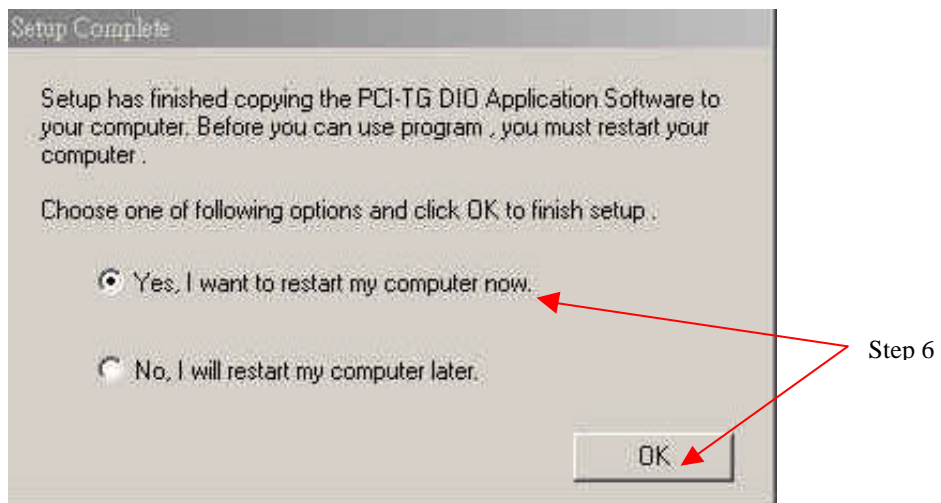 Setup Complete
Setup has finished copying the PCI-TG DIO Application Software to
your computer. Before you can use program , you must restart your
computer .
Choose one of following options and click OK to finish setup .
Yes, I want to restart my computer now.
Step 6
No, I will restart my computer later.
OK